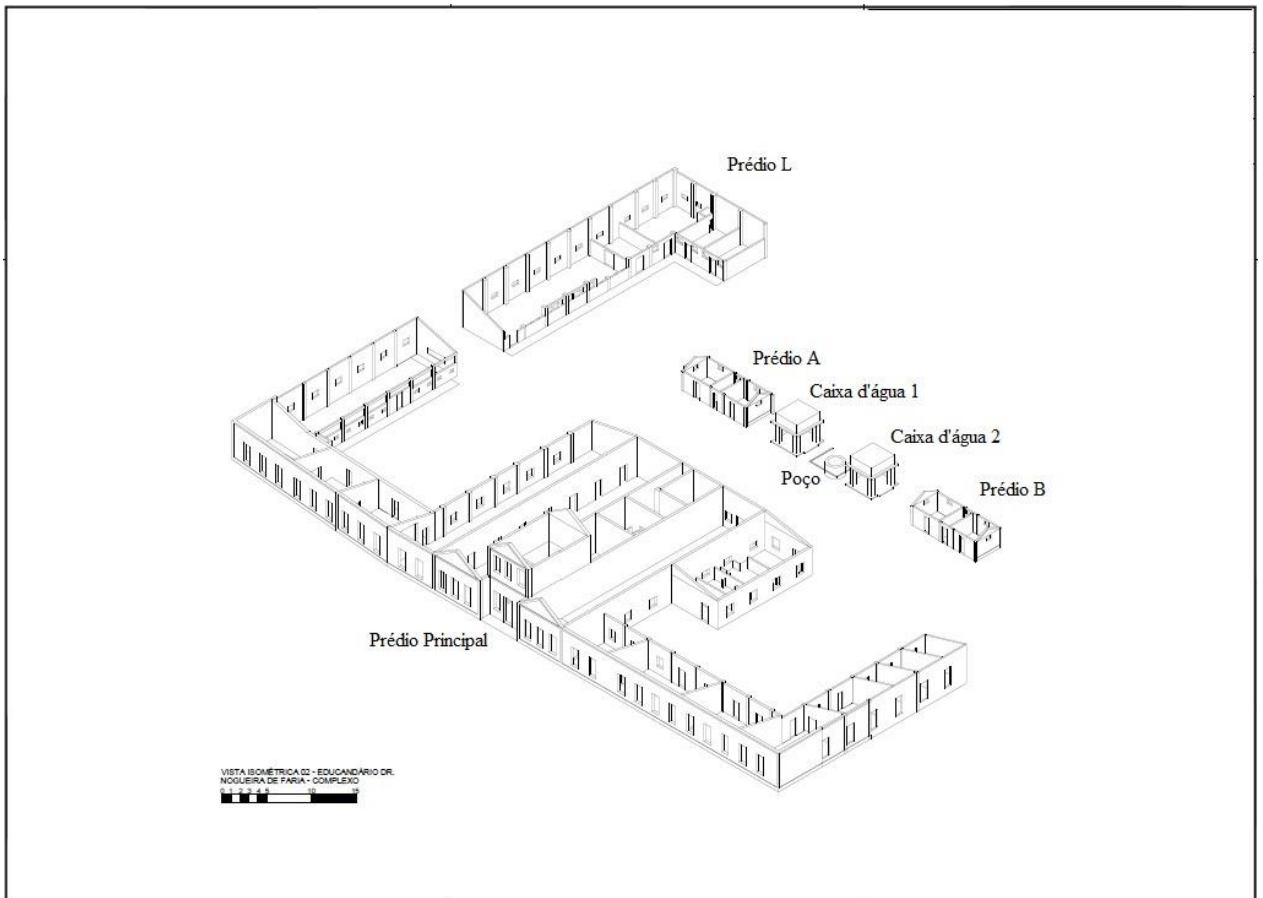 Prédio L
Prédio A
Caixa d'água 1
Caixa d'água 2
Poço
Prédio B
Prédio Principal
VISTA ISOMÉTRICA 02 - EDUCANDÁRIO DR.
NOGUEIRA DE FARIA - COMPLEXO
0 1 2 3 4 5 10 15